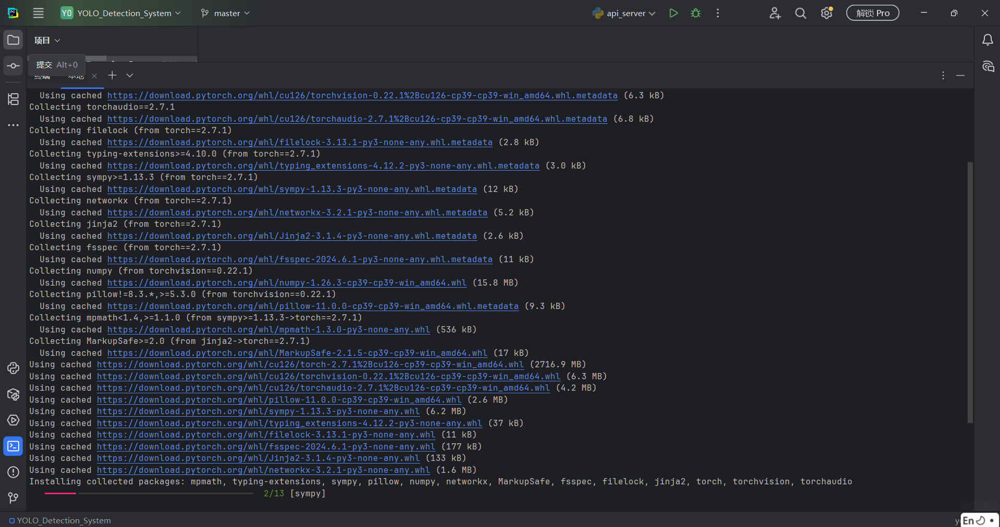 YO YOLO_Detection_System master api_server 解锁 Pro
项目
提交 Alt+0
终端 本地
Using cached https://download.pytorch.org/whl/cu126/torchvision-0.22.1%2Bcu126-cp39-cp39-win_amd64.whl.metadata (6.3 kB)
Collecting torchaudio==2.7.1
Using cached https://download.pytorch.org/whl/cu126/torchaudio-2.7.1%2Bcu126-cp39-cp39-win_amd64.whl.metadata (6.8 kB)
Collecting filelock (from torch==2.7.1)
Using cached https://download.pytorch.org/whl/filelock-3.13.1-py3-none-any.whl.metadata (2.8 kB)
Collecting typing-extensions>=4.10.0 (from torch==2.7.1)
Using cached https://download.pytorch.org/whl/typing_extensions-4.12.2-py3-none-any.whl.metadata (3.0 kB)
Collecting sympy>=1.13.3 (from torch==2.7.1)
Using cached https://download.pytorch.org/whl/sympy-1.13.3-py3-none-any.whl.metadata (12 kB)
Collecting networkx (from torch==2.7.1)
Using cached https://download.pytorch.org/whl/networkx-3.2.1-py3-none-any.whl.metadata (5.2 kB)
Collecting jinja2 (from torch==2.7.1)
Using cached https://download.pytorch.org/whl/Jinja2-3.1.4-py3-none-any.whl.metadata (2.6 kB)
Collecting fsspec (from torch==2.7.1)
Using cached https://download.pytorch.org/whl/fsspec-2024.6.1-py3-none-any.whl.metadata (11 kB)
Collecting numpy (from torchvision==0.22.1)
Using cached https://download.pytorch.org/whl/numpy-1.26.3-cp39-cp39-win_amd64.whl (15.8 MB)
Collecting pillow!=8.3.*,>=5.3.0 (from torchvision==0.22.1)
Using cached https://download.pytorch.org/whl/pillow-11.0.0-cp39-cp39-win_amd64.whl.metadata (9.3 kB)
Collecting mpmath<1.4,>=1.1.0 (from sympy>=1.13.3->torch==2.7.1)
Using cached https://download.pytorch.org/whl/mpmath-1.3.0-py3-none-any.whl (536 kB)
Collecting MarkupSafe>=2.0 (from jinja2->torch==2.7.1)
Using cached https://download.pytorch.org/whl/MarkupSafe-2.1.5-cp39-cp39-win_amd64.whl (17 kB)
Using cached https://download.pytorch.org/whl/cu126/torch-2.7.1%2Bcu126-cp39-cp39-win_amd64.whl (2716.9 MB)
Using cached https://download.pytorch.org/whl/cu126/torchvision-0.22.1%2Bcu126-cp39-cp39-win_amd64.whl (6.3 MB)
Using cached https://download.pytorch.org/whl/cu126/torchaudio-2.7.1%2Bcu126-cp39-cp39-win_amd64.whl (4.2 MB)
Using cached https://download.pytorch.org/whl/pillow-11.0.0-cp39-cp39-win_amd64.whl (2.6 MB)
Using cached https://download.pytorch.org/whl/sympy-1.13.3-py3-none-any.whl (6.2 MB)
Using cached https://download.pytorch.org/whl/typing_extensions-4.12.2-py3-none-any.whl (37 kB)
Using cached https://download.pytorch.org/whl/filelock-3.13.1-py3-none-any.whl (11 kB)
Using cached https://download.pytorch.org/whl/fsspec-2024.6.1-py3-none-any.whl (177 kB)
Using cached https://download.pytorch.org/whl/Jinja2-3.1.4-py3-none-any.whl (133 kB)
Using cached https://download.pytorch.org/whl/networkx-3.2.1-py3-none-any.whl (1.6 MB)
Installing collected packages: mpmath, typing-extensions, sympy, pillow, numpy, networkx, MarkupSafe, fsspec, filelock, jinja2, torch, torchvision, torchaudio
2/13 [sympy]
YOLO_Detection_System En